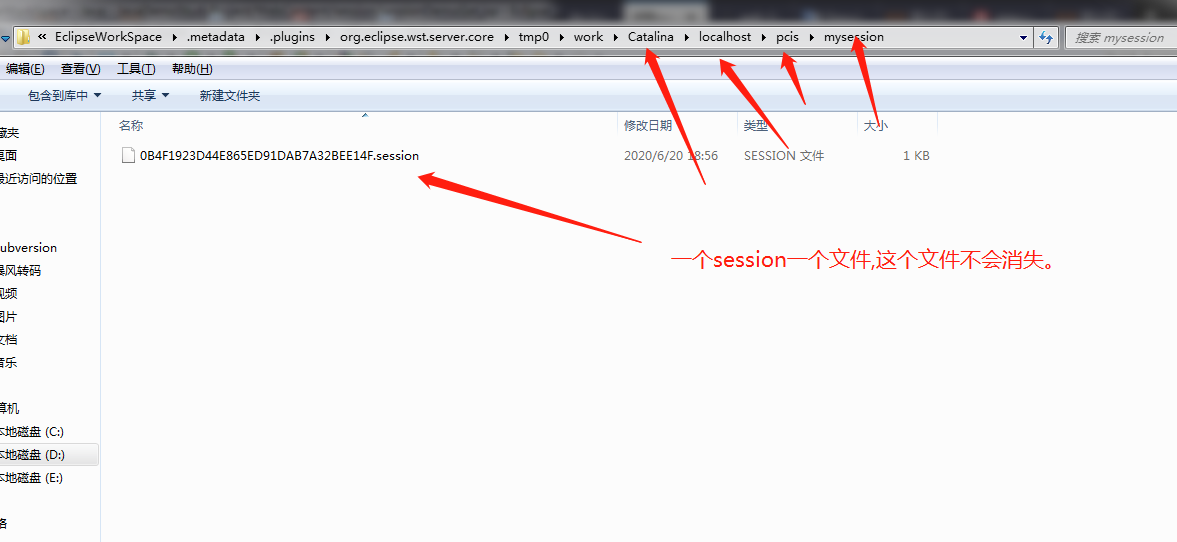 « EclipseWorkSpace .metadata .plugins org.eclipse.wst.server.core tmp0 work Catalina localhost pcis mysession 搜索 mysession
编辑(E) 查看(V) 工具(T) 帮助(H)
包含到库中 共享 新建文件夹
名称 修改日期 类型 大小
藏夹
桌面
0B4F1923D44E865ED91DAB7A32BEE14F.session 2020/6/20 18:56 SESSION 文件 1 KB
最近访问的位置
ubversion
一个session一个文件,这个文件不会消失。
暴风转码
视频
图片
文档
音乐
算机
本地磁盘 (C:)
本地磁盘 (D:)
本地磁盘 (E:)
络